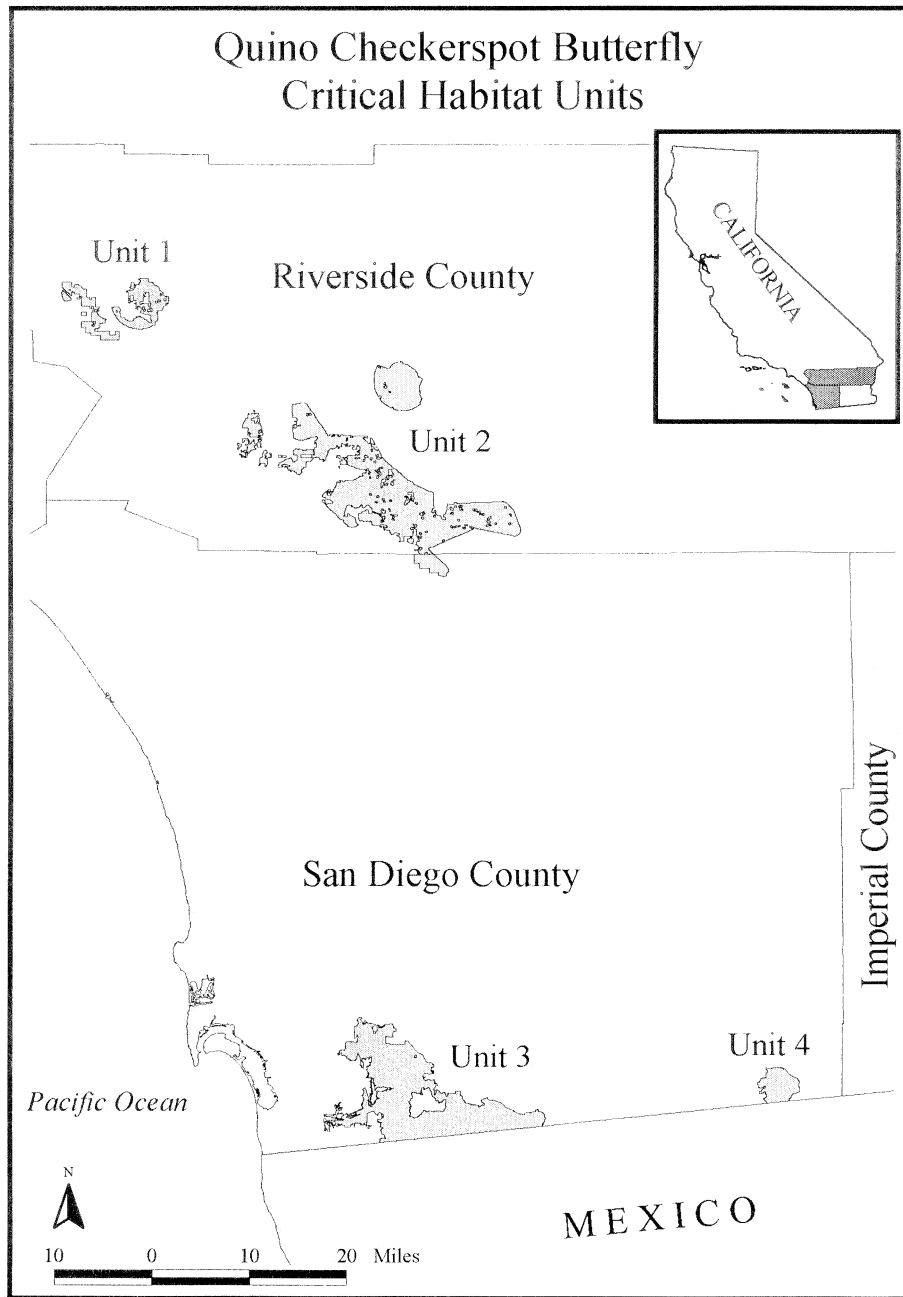 Quino Checkerspot Butterfly
Critical Habitat Units
CALIFORNIA
Unit 1
Riverside County
Unit 2
San Diego County
Imperial County
Unit 3
Unit 4
Pacific Ocean
N
MEXICO
10 0 10 20 Miles